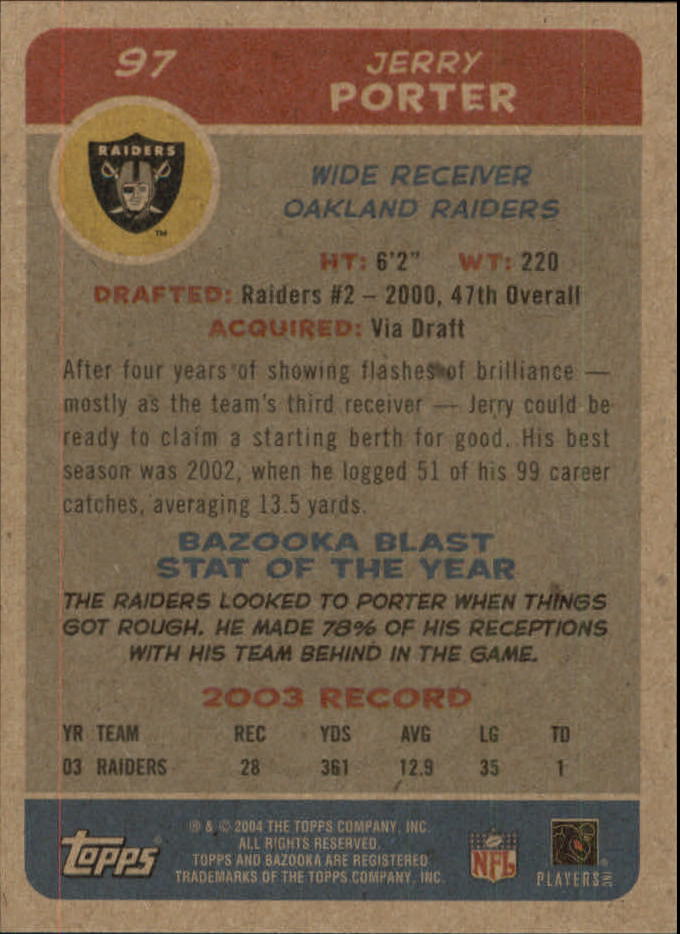 97
JERRY
PORTER
RAIDERS
TM
WIDE RECEIVER
OAKLAND RAIDERS
HT: 6'2" WT: 220
DRAFTED: Raiders #2 – 2000, 47th Overall
ACQUIRED: Via Draft
After four years of showing flashes of brilliance —
mostly as the team's third receiver — Jerry could be
ready to claim a starting berth for good. His best
season was 2002, when he logged 51 of his 99 career
catches, averaging 13.5 yards.
BAZOOKA BLAST
STAT OF THE YEAR
THE RAIDERS LOOKED TO PORTER WHEN THINGS
GOT ROUGH. HE MADE 78% OF HIS RECEPTIONS
WITH HIS TEAM BEHIND IN THE GAME.
2003 RECORD
YR TEAM REC YDS AVG LG TD
03 RAIDERS 28 361 12.9 35 1
topps
® & © 2004 THE TOPPS COMPANY, INC.
ALL RIGHTS RESERVED.
TOPPS AND BAZOOKA ARE REGISTERED
TRADEMARKS OF THE TOPPS COMPANY, INC.
NFL
PLAYERS INC